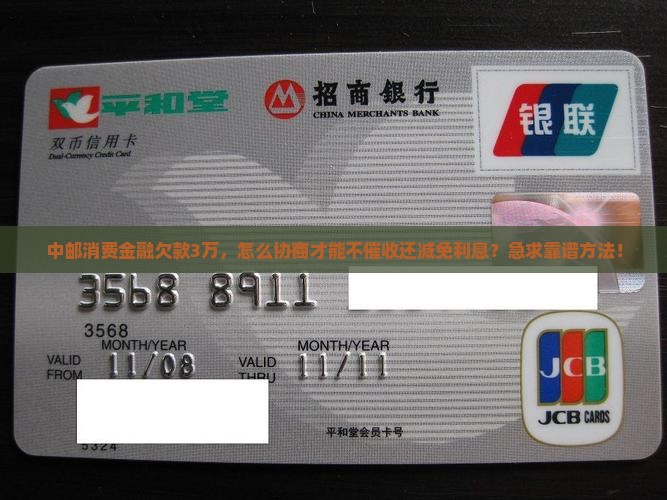 平和堂
双币信用卡
Dual-Currency Credit Card
招商银行
CHINA MERCHANTS BANK
银联
中邮消费金融欠款3万，怎么协商才能不催收还减免利息？急求靠谱方法！
3568 8911
3568
MONTH/YEAR MONTH/YEAR
VALID FROM 11/08 VALID THRU 11/11
JCB
JCB CARDS
平和堂会员卡号
5324